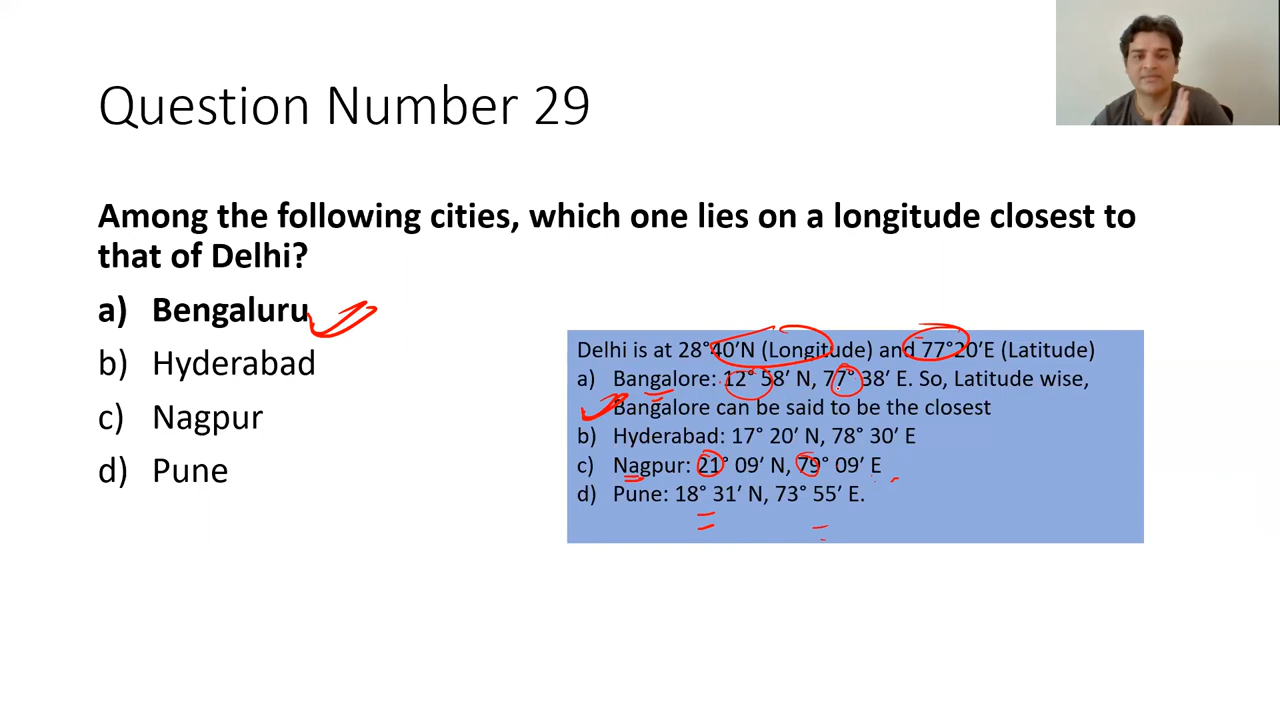 Question Number 29
Among the following cities, which one lies on a longitude closest to
that of Delhi?
a) Bengaluru
b) Hyderabad
c) Nagpur
d) Pune
Delhi is at 28°40′N (Longitude) and 77°20′E (Latitude)
a) Bangalore: 12° 58′ N, 77° 38′ E. So, Latitude wise,
Bangalore can be said to be the closest
b) Hyderabad: 17° 20′ N, 78° 30′ E
c) Nagpur: 21° 09′ N, 79° 09′ E
d) Pune: 18° 31′ N, 73° 55′ E.